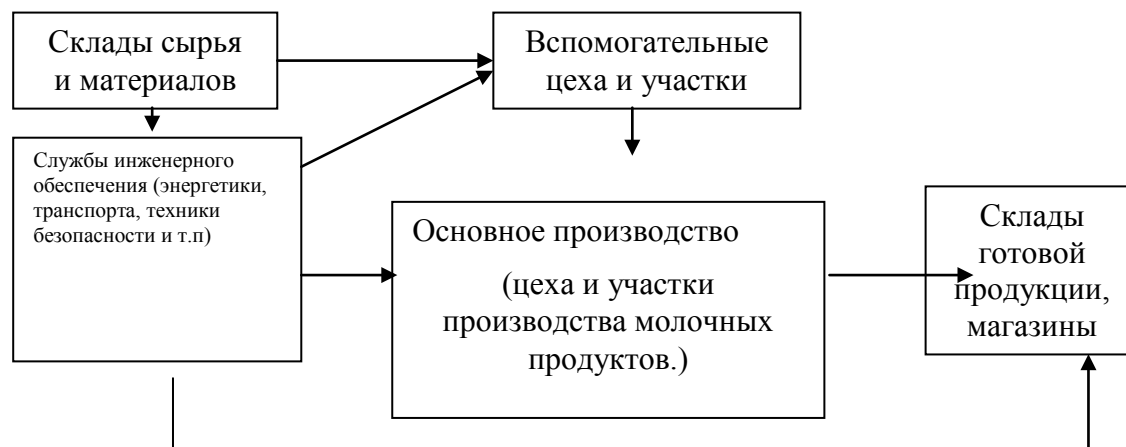 Склады сырья
и материалов
Вспомогательные
цеха и участки
Службы инженерного
обеспечения (энергетики,
транспорта, техники
безопасности и т.п)
Основное производство
(цеха и участки
производства молочных
продуктов.)
Склады
готовой
продукции,
магазины